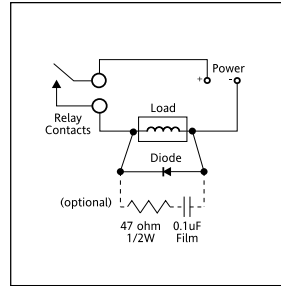 Power
+ -
Load
Relay
Contacts
Diode
(optional)
47 ohm
1/2W
0.1uF
Film